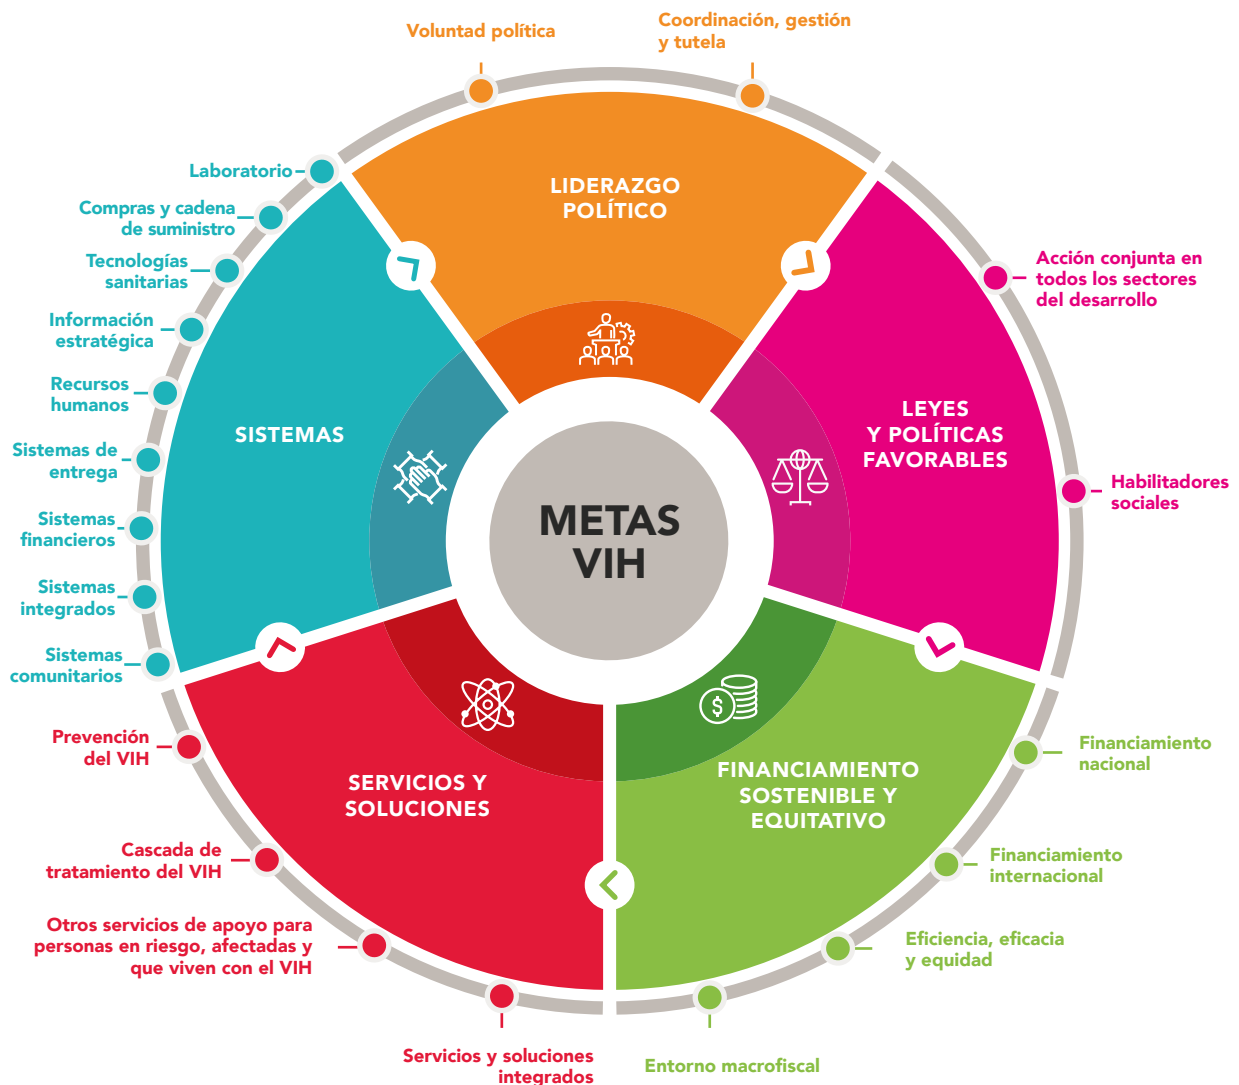 Voluntad política
Coordinación, gestión
y tutela
LIDERAZGO
POLÍTICO
Acción conjunta en
todos los sectores
del desarrollo
Habilitadores
sociales
LEYES
Y POLÍTICAS
FAVORABLES
Financiamiento
nacional
Financiamiento
internacional
Eficiencia, eficacia
y equidad
Entorno macrofiscal
FINANCIAMIENTO
SOSTENIBLE Y
EQUITATIVO
$
Servicios y soluciones
integrados
Otros servicios de apoyo para
personas en riesgo, afectadas y
que viven con el VIH
Cascada de
tratamiento del VIH
Prevención
del VIH
SERVICIOS Y
SOLUCIONES
Sistemas
comunitarios
Sistemas
integrados
Sistemas
financieros
Sistemas de
entrega
Recursos
humanos
Información
estratégica
Tecnologías
sanitarias
Compras y cadena
de suministro
Laboratorio
SISTEMAS
METAS
VIH